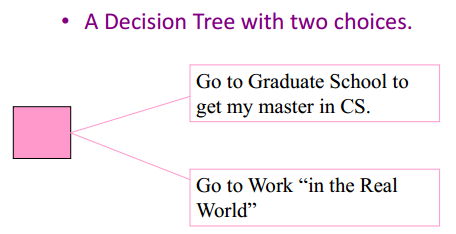 • A Decision Tree with two choices.
Go to Graduate School to
get my master in CS.
Go to Work “in the Real
World”